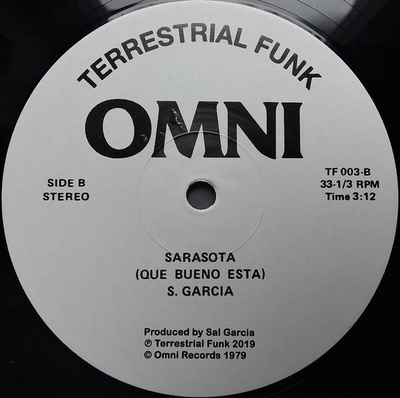 TERRESTRIAL FUNK
OMNI
SIDE B
STEREO
TF 003-B
33-1/3 RPM
Time 3:12
SARASOTA
(QUE BUENO ESTA)
S. GARCIA
Produced by Sal Garcia
℗ Terrestrial Funk 2019
© Omni Records 1979